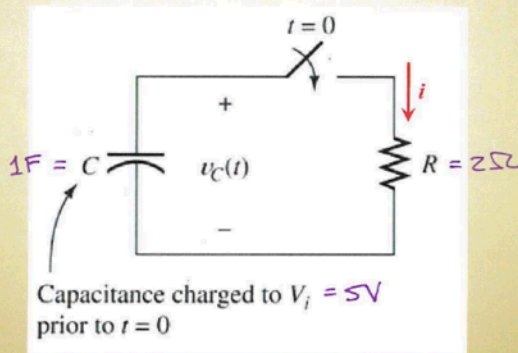 t = 0
+
i
1F = C
v_C(t)
R = 2Ω
−
Capacitance charged to V_i = 5V
prior to t = 0